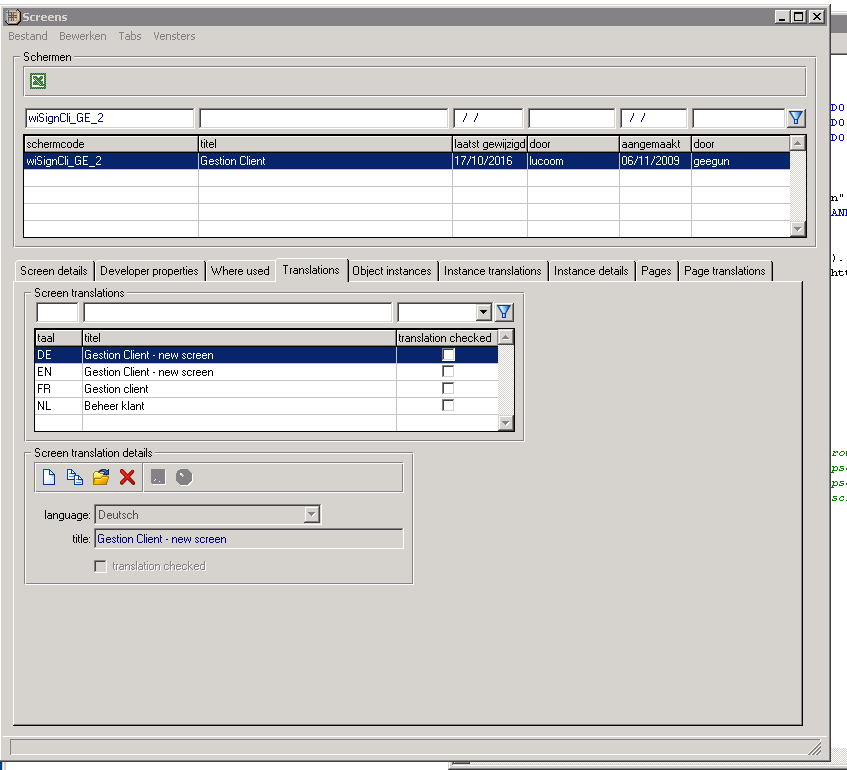 Screens
Bestand Bewerken Tabs Vensters
Schermen
wiSignCli_GE_2 / / / /
schermcode titel laatst gewijzigd door aangemaakt door
wiSignCli_GE_2 Gestion Client 17/10/2016 lucoom 06/11/2009 geegun
Screen details Developer properties Where used Translations Object instances Instance translations Instance details Pages Page translations
Screen translations
taal titel translation checked
DE Gestion Client - new screen
EN Gestion Client - new screen
FR Gestion client
NL Beheer klant
Screen translation details
language: Deutsch
title: Gestion Client - new screen
translation checked